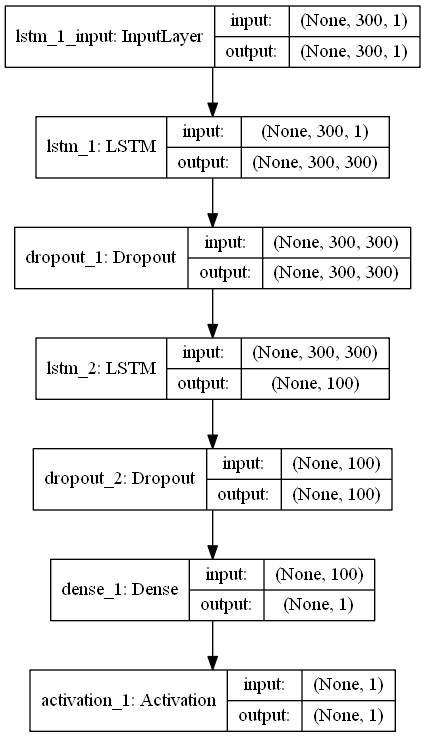 lstm_1_input: InputLayer
input: (None, 300, 1)
output: (None, 300, 1)
lstm_1: LSTM
input: (None, 300, 1)
output: (None, 300, 300)
dropout_1: Dropout
input: (None, 300, 300)
output: (None, 300, 300)
lstm_2: LSTM
input: (None, 300, 300)
output: (None, 100)
dropout_2: Dropout
input: (None, 100)
output: (None, 100)
dense_1: Dense
input: (None, 100)
output: (None, 1)
activation_1: Activation
input: (None, 1)
output: (None, 1)